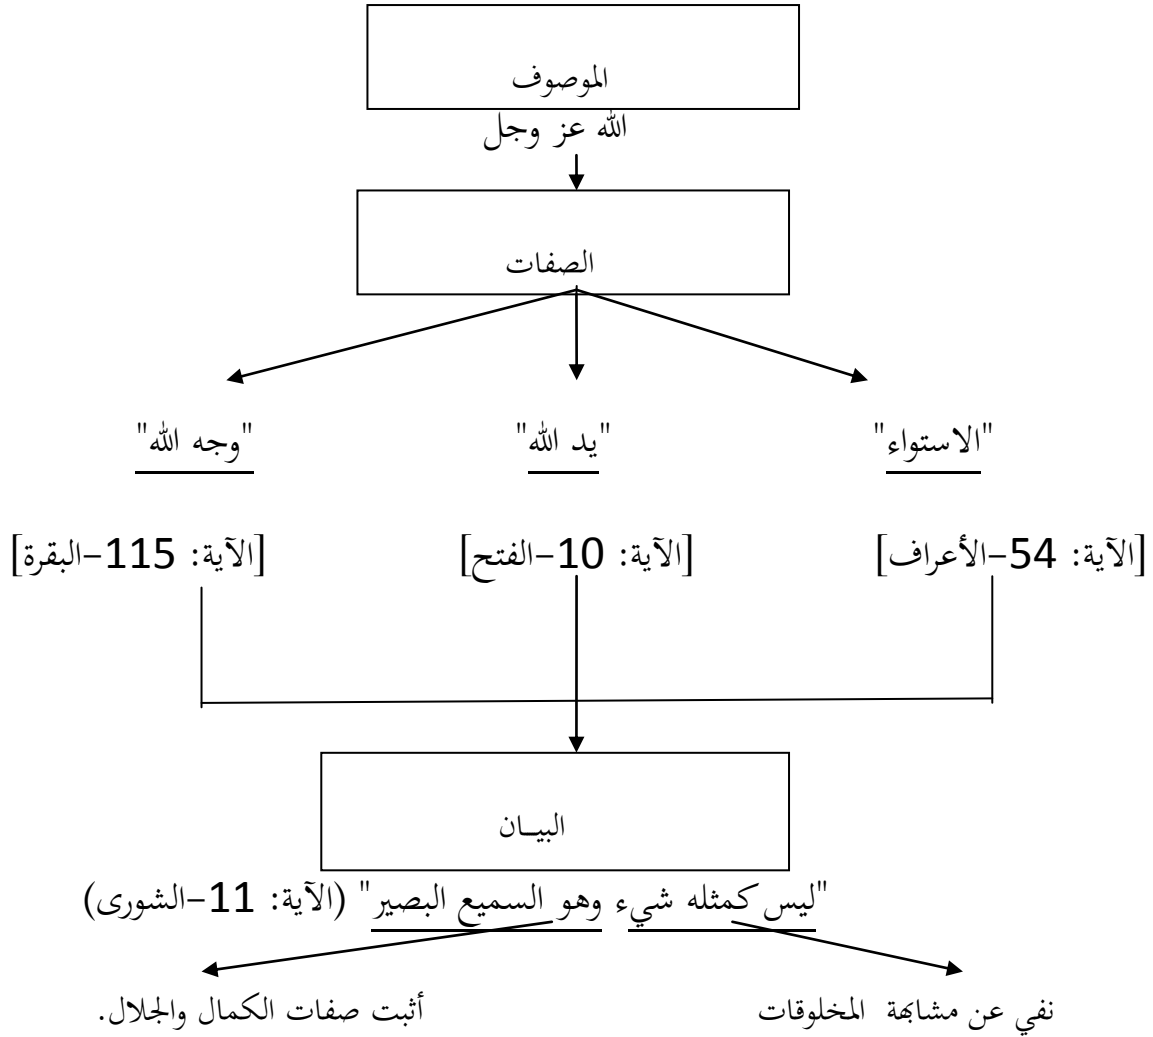 الموصوف
الله عز وجل
الصفات
"الاستواء" "يد الله" "وجه الله"
[الآية: 54-الأعراف] [الآية: 10-الفتح] [الآية: 115-البقرة]
البيــان
"ليس كمثله شيء وهو السميع البصير" (الآية: 11-الشورى)
نفي عن مشابهة المخلوقات أثبت صفات الكمال والجلال.